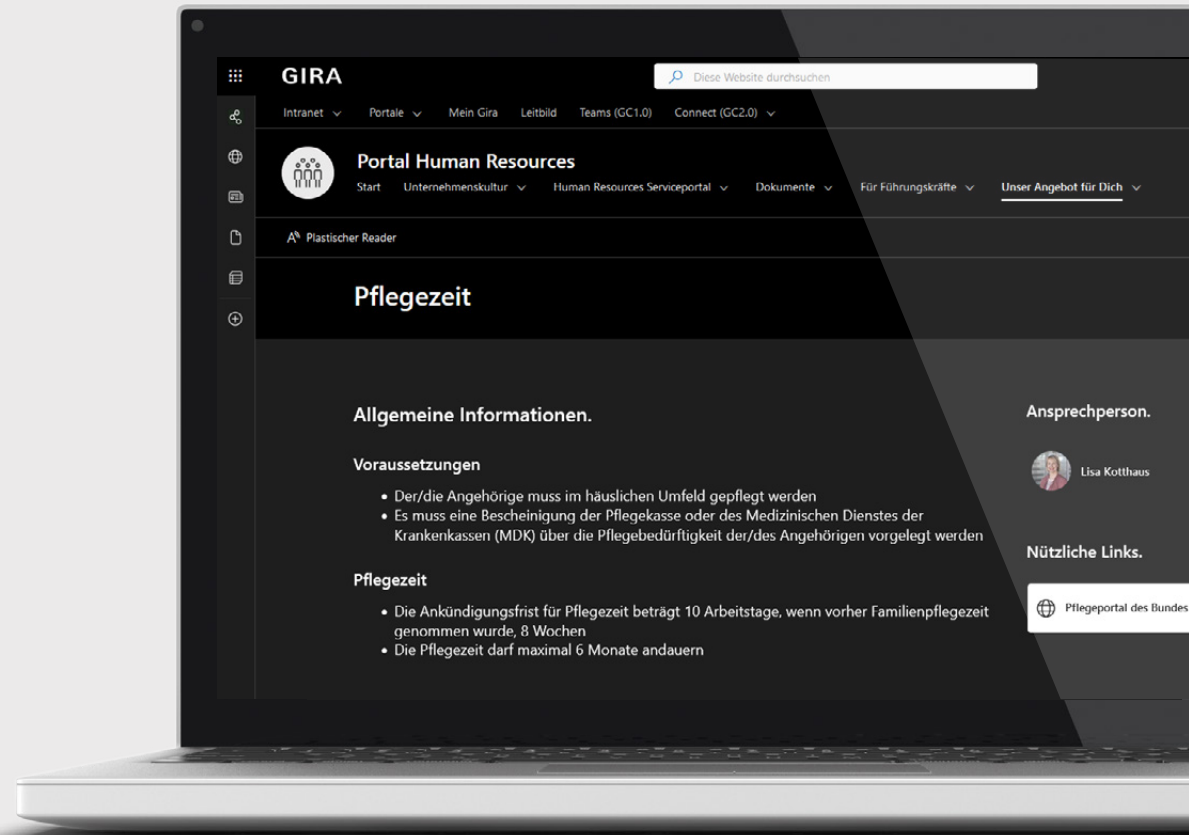 GIRA
Diese Website durchsuchen
Intranet Portale Mein Gira Leitbild Teams (GC1.0) Connect (GC2.0)
Portal Human Resources
Start Unternehmenskultur Human Resources Serviceportal Dokumente Für Führungskräfte Unser Angebot für Dich
Plastischer Reader
Pflegezeit
Allgemeine Informationen.
Voraussetzungen
• Der/die Angehörige muss im häuslichen Umfeld gepflegt werden
• Es muss eine Bescheinigung der Pflegekasse oder des Medizinischen Dienstes der
Krankenkassen (MDK) über die Pflegebedürftigkeit der/des Angehörigen vorgelegt werden
Pflegezeit
• Die Ankündigungsfrist für Pflegezeit beträgt 10 Arbeitstage, wenn vorher Familienpflegezeit
genommen wurde, 8 Wochen
• Die Pflegezeit darf maximal 6 Monate andauern
Ansprechperson.
Lisa Kotthaus
Nützliche Links.
Pflegeportal des Bundes